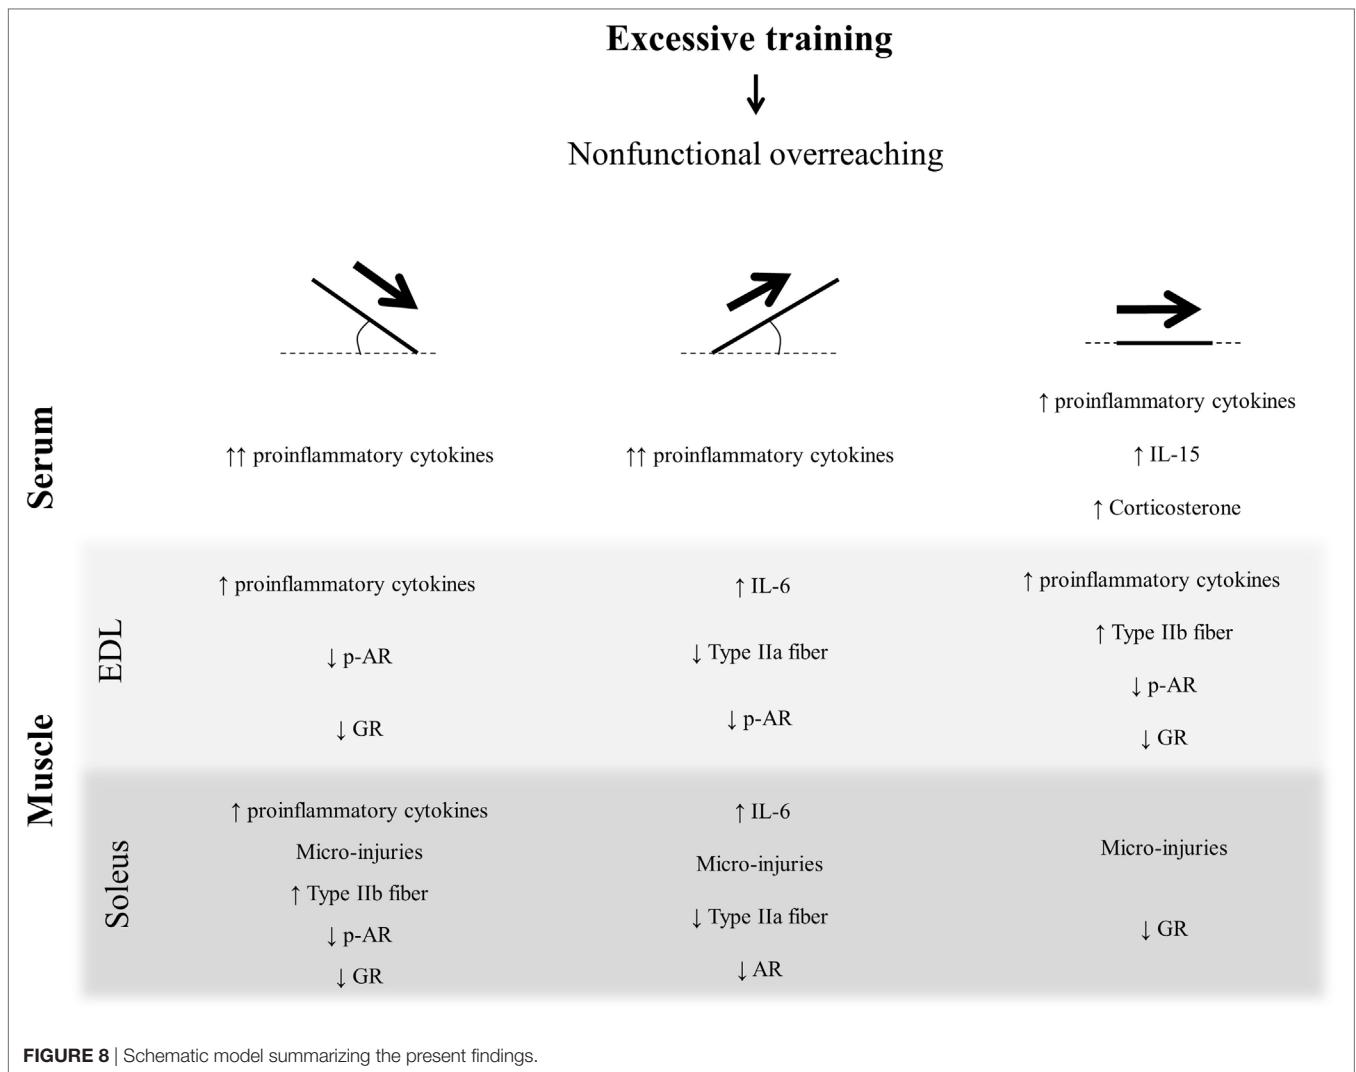 Excessive training
↓
Nonfunctional overreaching
Serum
↑↑ proinflammatory cytokines
↑↑ proinflammatory cytokines
↑ proinflammatory cytokines
↑ IL-15
↑ Corticosterone
Muscle
EDL
↑ proinflammatory cytokines
↓ p-AR
↓ GR
↑ IL-6
↓ Type IIa fiber
↓ p-AR
↑ proinflammatory cytokines
↑ Type IIb fiber
↓ p-AR
↓ GR
Soleus
↑ proinflammatory cytokines
Micro-injuries
↑ Type IIb fiber
↓ p-AR
↓ GR
↑ IL-6
Micro-injuries
↓ Type IIa fiber
↓ AR
Micro-injuries
↓ GR
FIGURE 8 | Schematic model summarizing the present findings.